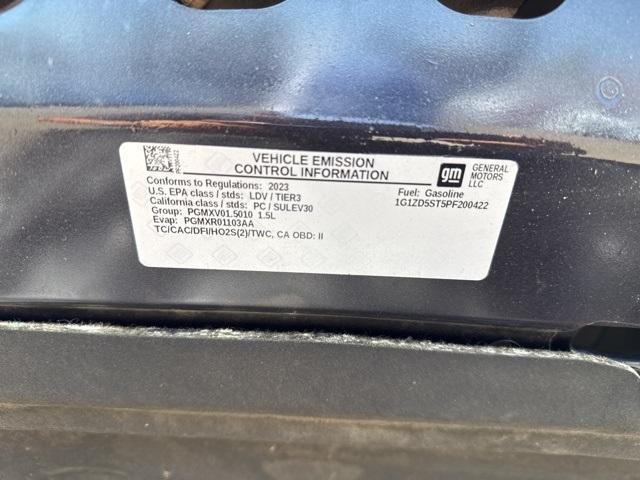 VEHICLE EMISSION
CONTROL INFORMATION
gm
GENERAL
MOTORS
LLC
PF200422
Conforms to Regulations: 2023
U.S. EPA class / stds: LDV / TIER3
California class / stds: PC / SULEV30
Group: PGMXV01.5010 1.5L
Evap: PGMXR01103AA
TC/CAC/DFI/HO2S(2)/TWC, CA OBD: II
Fuel: Gasoline
1G1ZD5ST5PF200422